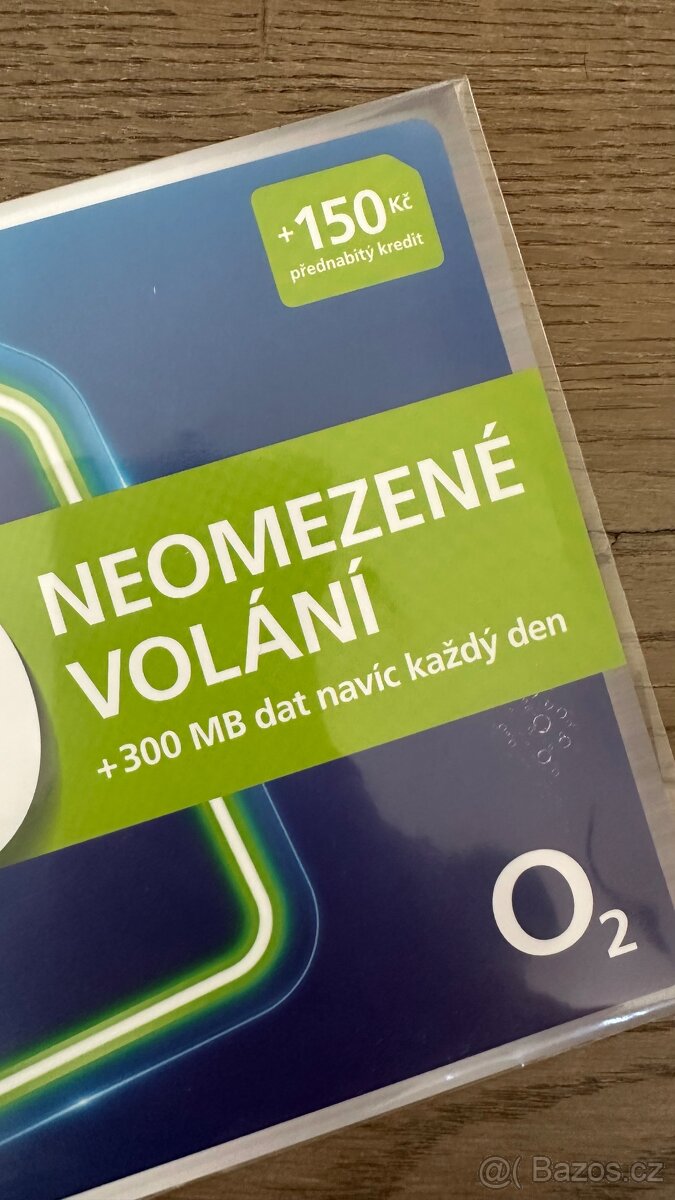 +150 Kč
přednabitý kredit
NEOMEZENÉ
VOLÁNÍ
+300 MB dat navíc každý den
O2
@( Bazos.cz